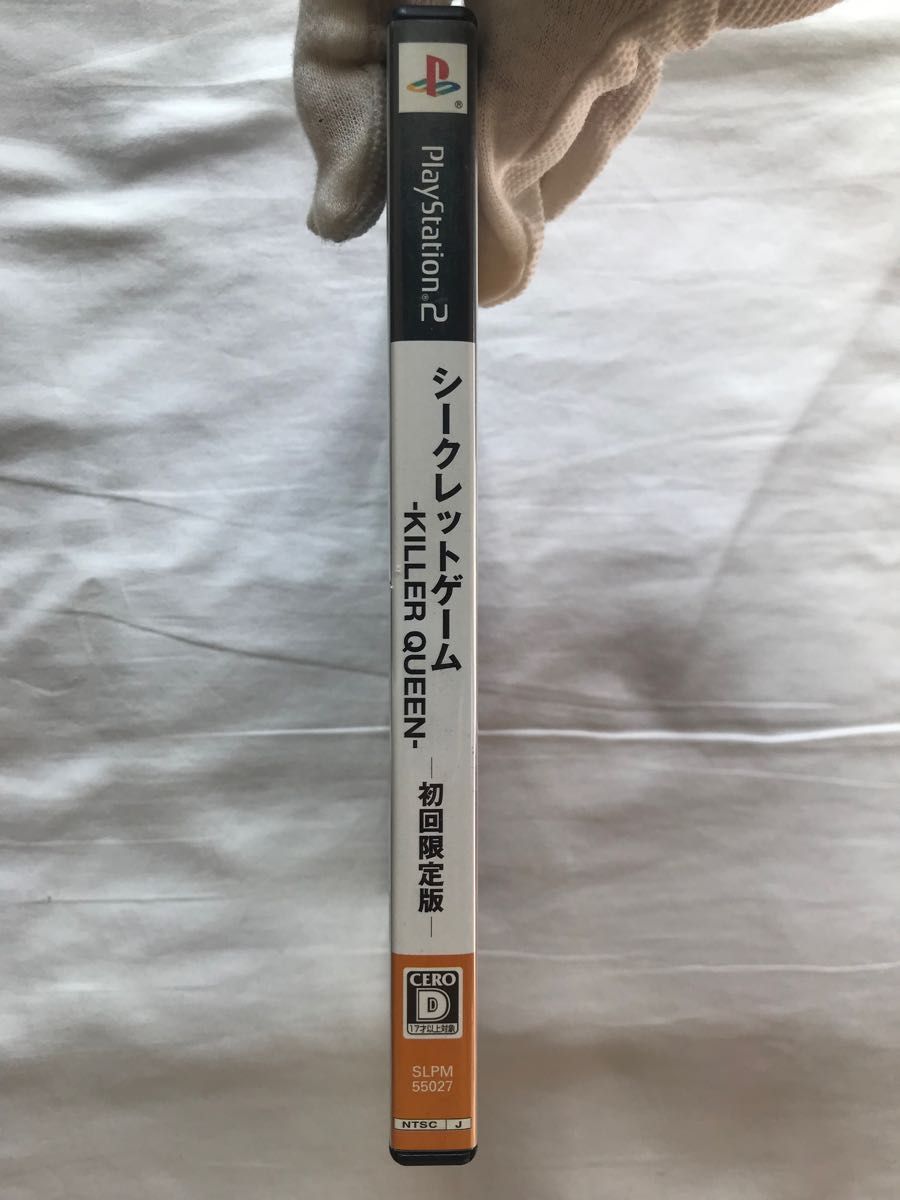 PlayStation®2
シークレットゲーム
-KILLER QUEEN-
―初回限定版―
CERO
D
17才以上対象
SLPM
55027
NTSC J